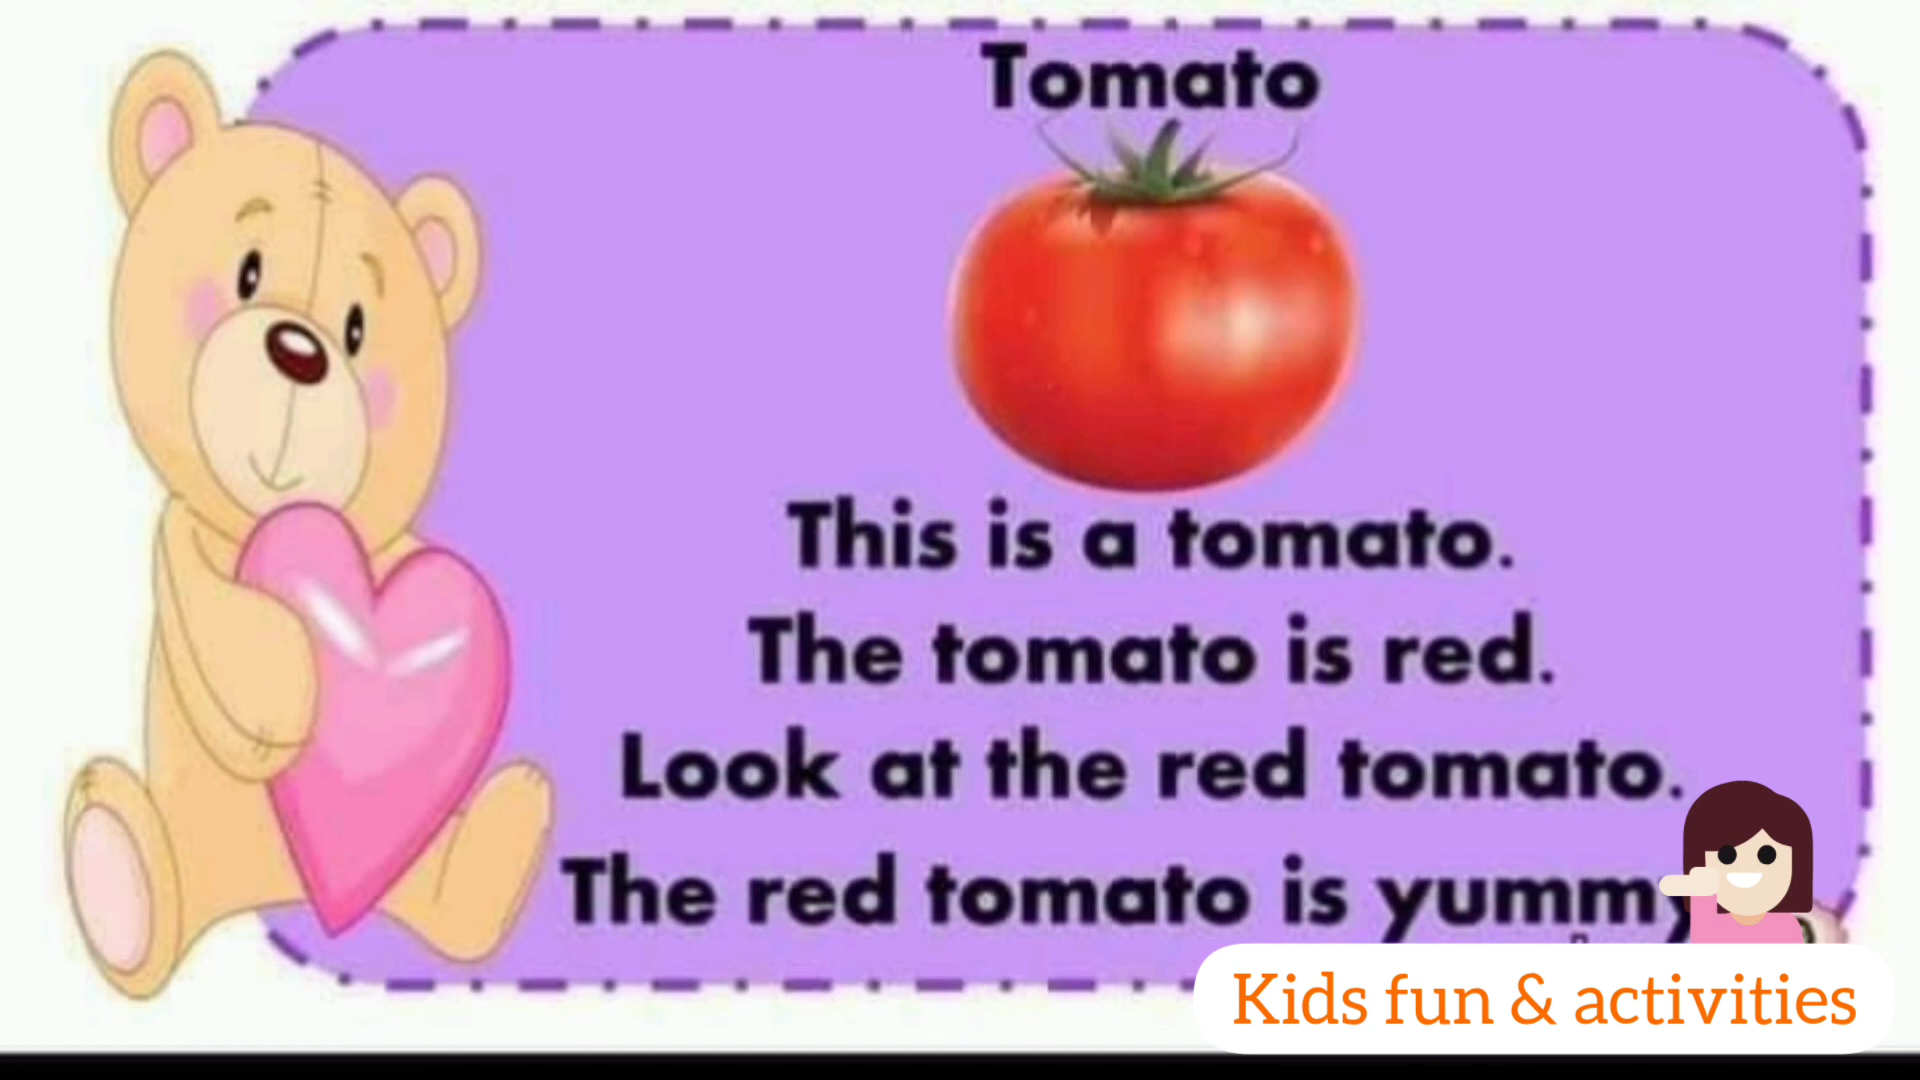 Tomato
This is a tomato.
The tomato is red.
Look at the red tomato.
The red tomato is yummy
Kids fun & activities